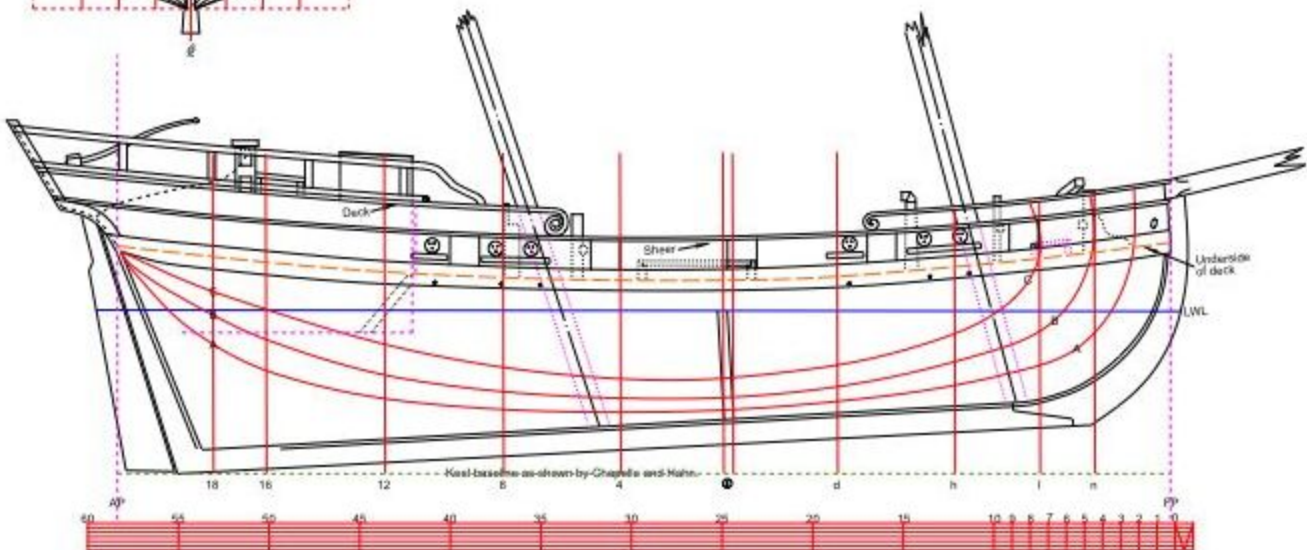 Deck
Sheer
Underside
of deck
C
B
A
C
B
A
LWL
Keel baseline as shown by Chapelle and Hahn.
18 16 12 8 4 d h l n
AP
FP
60 55 50 45 40 35 30 25 20 15 10 9 8 7 6 5 4 3 2 1 0